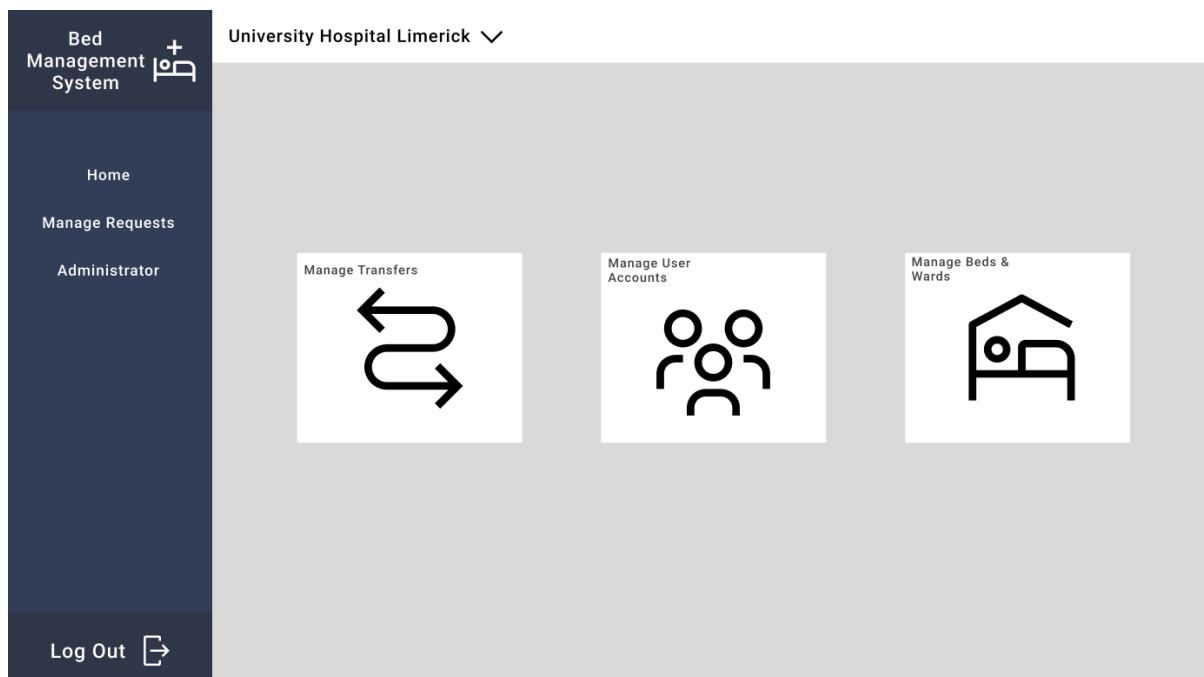 Bed
Management
System
University Hospital Limerick
Home
Manage Requests
Administrator
Manage Transfers
Manage User
Accounts
Manage Beds &
Wards
Log Out